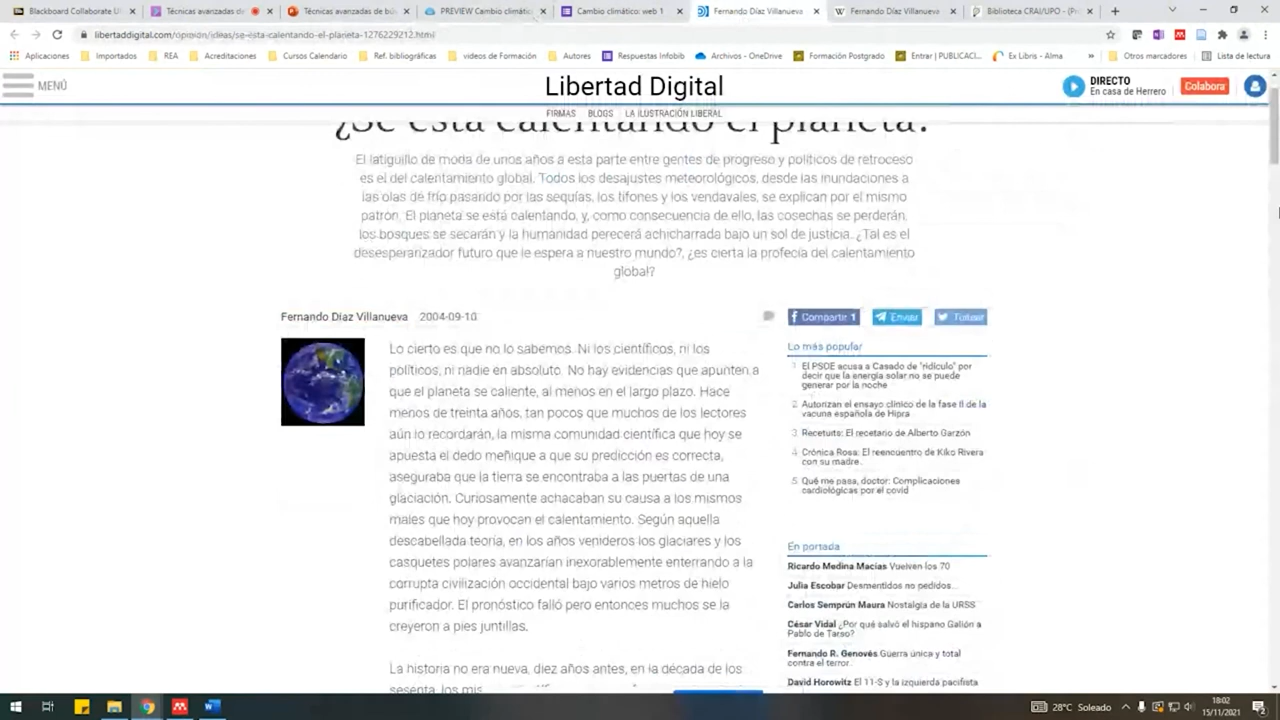 Blackboard Collaborate U
Técnicas avanzadas de
Técnicas avanzadas de bú
PREVIEW Cambio climático:
Cambio climático: web 1
Fernando Díaz Villanueva
Fernando Díaz Villanueva
Biblioteca CRAI/UPO - (P
libertaddigital.com/opinion/ideas/se-esta-calentando-el-planeta-1276229212.html
Aplicaciones
Importados
REA
Acreditaciones
Cursos Calendario
Ref. bibliográficas
videos de Formación
Autores
Respuestas Infobib
Archivos - OneDrive
Formación Postgrado
Entrar | PUBLICACI...
Ex Libris - Alma
»
Otros marcadores
Lista de lectura
MENÚ
Libertad Digital
DIRECTO
En casa de Herrero
Colabora
FIRMAS BLOGS LA ILUSTRACIÓN LIBERAL
¿Se está calentando el planeta?
El latiguillo de moda de unos años a esta parte entre gentes de progreso y políticos de retroceso
es el del calentamiento global. Todos los desajustes meteorológicos, desde las inundaciones a
las olas de frío pasando por las sequías, los tifones y los vendavales, se explican por el mismo
patrón. El planeta se está calentando, y, como consecuencia de ello, las cosechas se perderán,
los bosques se secarán y la humanidad perecerá achicharrada bajo un sol de justicia. ¿Tal es el
desesperanzador futuro que le espera a nuestro mundo?, ¿es cierta la profecía del calentamiento
global?
Fernando Díaz Villanueva 2004-09-10
Compartir 1
Enviar
Tuitear
Lo cierto es que no lo sabemos. Ni los científicos, ni los
políticos, ni nadie en absoluto. No hay evidencias que apunten a
que el planeta se caliente, al menos en el largo plazo. Hace
menos de treinta años, tan pocos que muchos de los lectores
aún lo recordarán, la misma comunidad científica que hoy se
apuesta el dedo meñique a que su predicción es correcta,
aseguraba que la tierra se encontraba a las puertas de una
glaciación. Curiosamente achacaban su causa a los mismos
males que hoy provocan el calentamiento. Según aquella
descabellada teoría, en los años venideros los glaciares y los
casquetes polares avanzarían inexorablemente enterrando a la
corrupta civilización occidental bajo varios metros de hielo
purificador. El pronóstico falló pero entonces muchos se la
creyeron a pies juntillas.
La historia no era nueva, diez años antes, en la década de los
sesenta, los mis
Lo más popular
1 El PSOE acusa a Casado de "ridículo" por
decir que la energía solar no se puede
generar por la noche
2 Autorizan el ensayo clínico de la fase II de la
vacuna española de Hipra
3 Recetuits: El recetario de Alberto Garzón
4 Crónica Rosa: El reencuentro de Kiko Rivera
con su madre
5 Qué me pasa, doctor: Complicaciones
cardiológicas por el covid
En portada
Ricardo Medina Macías Vuelven los 70
Julia Escobar Desmentidos no pedidos...
Carlos Semprún Maura Nostalgia de la URSS
César Vidal ¿Por qué salvó el hispano Galión a
Pablo de Tarso?
Fernando R. Genovés Guerra única y total
contra el terror
David Horowitz El 11-S y la izquierda pacifista
28°C Soleado
18:02
15/11/2021
2